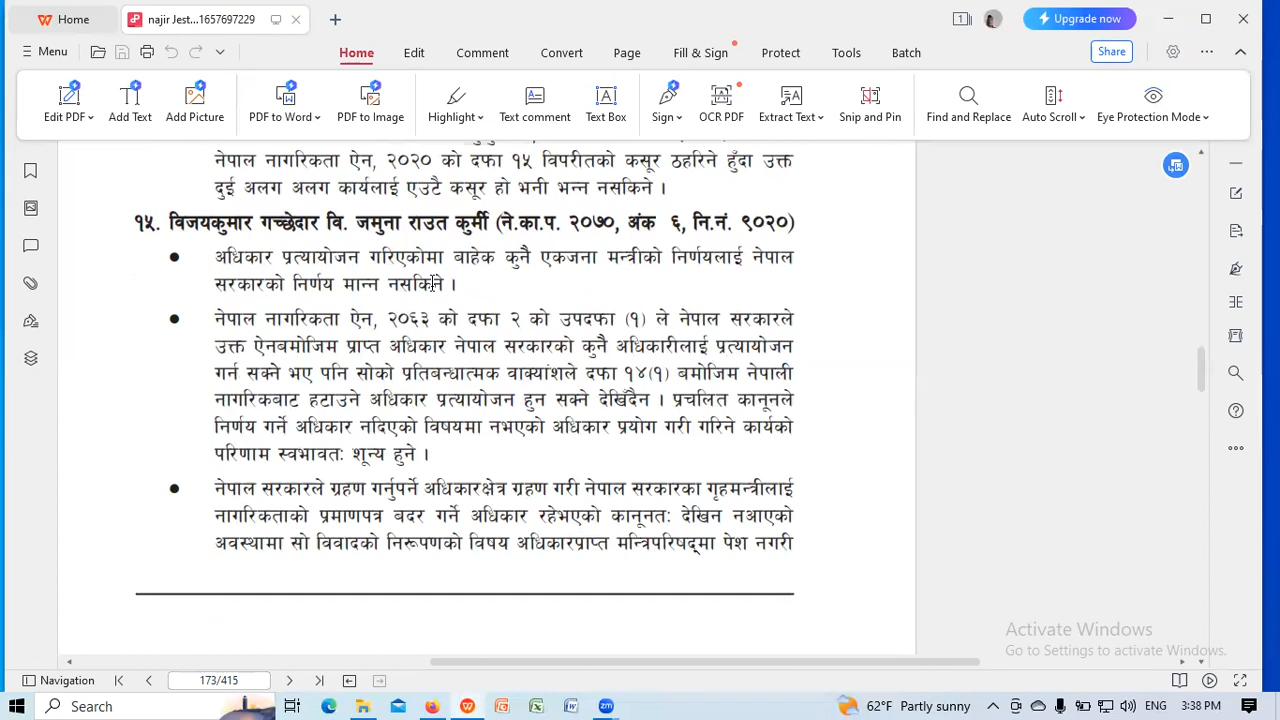 Home
najir Jest...1657697229
Upgrade now
Menu
Home Edit Comment Convert Page Fill & Sign Protect Tools Batch
Share
Edit PDF Add Text Add Picture PDF to Word PDF to Image Highlight Text comment Text Box Sign OCR PDF Extract Text Snip and Pin Find and Replace Auto Scroll Eye Protection Mode
नेपाल नागरिकता ऐन, २०२० को दफा १५ विपरीतको कसूर ठहरिने हुँदा उक्त
दुई अलग अलग कार्यलाई एउटै कसूर हो भनी भन्न नसकिने ।
१५. विजयकुमार गच्छेदार वि. जमुना राउत कुर्मी (ने.का.प. २०७०, अंक ६, नि.नं. ९०२०)
● अधिकार प्रत्यायोजन गरिएकोमा बाहेक कुनै एकजना मन्त्रीको निर्णयलाई नेपाल
सरकारको निर्णय मान्न नसकिने ।
● नेपाल नागरिकता ऐन, २०६३ को दफा २ को उपदफा (१) ले नेपाल सरकारले
उक्त ऐनबमोजिम प्राप्त अधिकार नेपाल सरकारको कुनै अधिकारीलाई प्रत्यायोजन
गर्न सक्ने भए पनि सोको प्रतिबन्धात्मक वाक्यांशले दफा १४(१) बमोजिम नेपाली
नागरिकबाट हटाउने अधिकार प्रत्यायोजन हुन सक्ने देखिँदैन । प्रचलित कानूनले
निर्णय गर्ने अधिकार नदिएको विषयमा नभएको अधिकार प्रयोग गरी गरिने कार्यको
परिणाम स्वभावतः शून्य हुने ।
● नेपाल सरकारले ग्रहण गर्नुपर्ने अधिकारक्षेत्र ग्रहण गरी नेपाल सरकारका गृहमन्त्रीलाई
नागरिकताको प्रमाणपत्र बदर गर्ने अधिकार रहेभएको कानूनतः देखिन नआएको
अवस्थामा सो विवादको निरूपणको विषय अधिकारप्राप्त मन्त्रिपरिषद्मा पेश नगरी
Activate Windows
Go to Settings to activate Windows.
Navigation 173/415
Search
62°F Partly sunny 3:38 PM